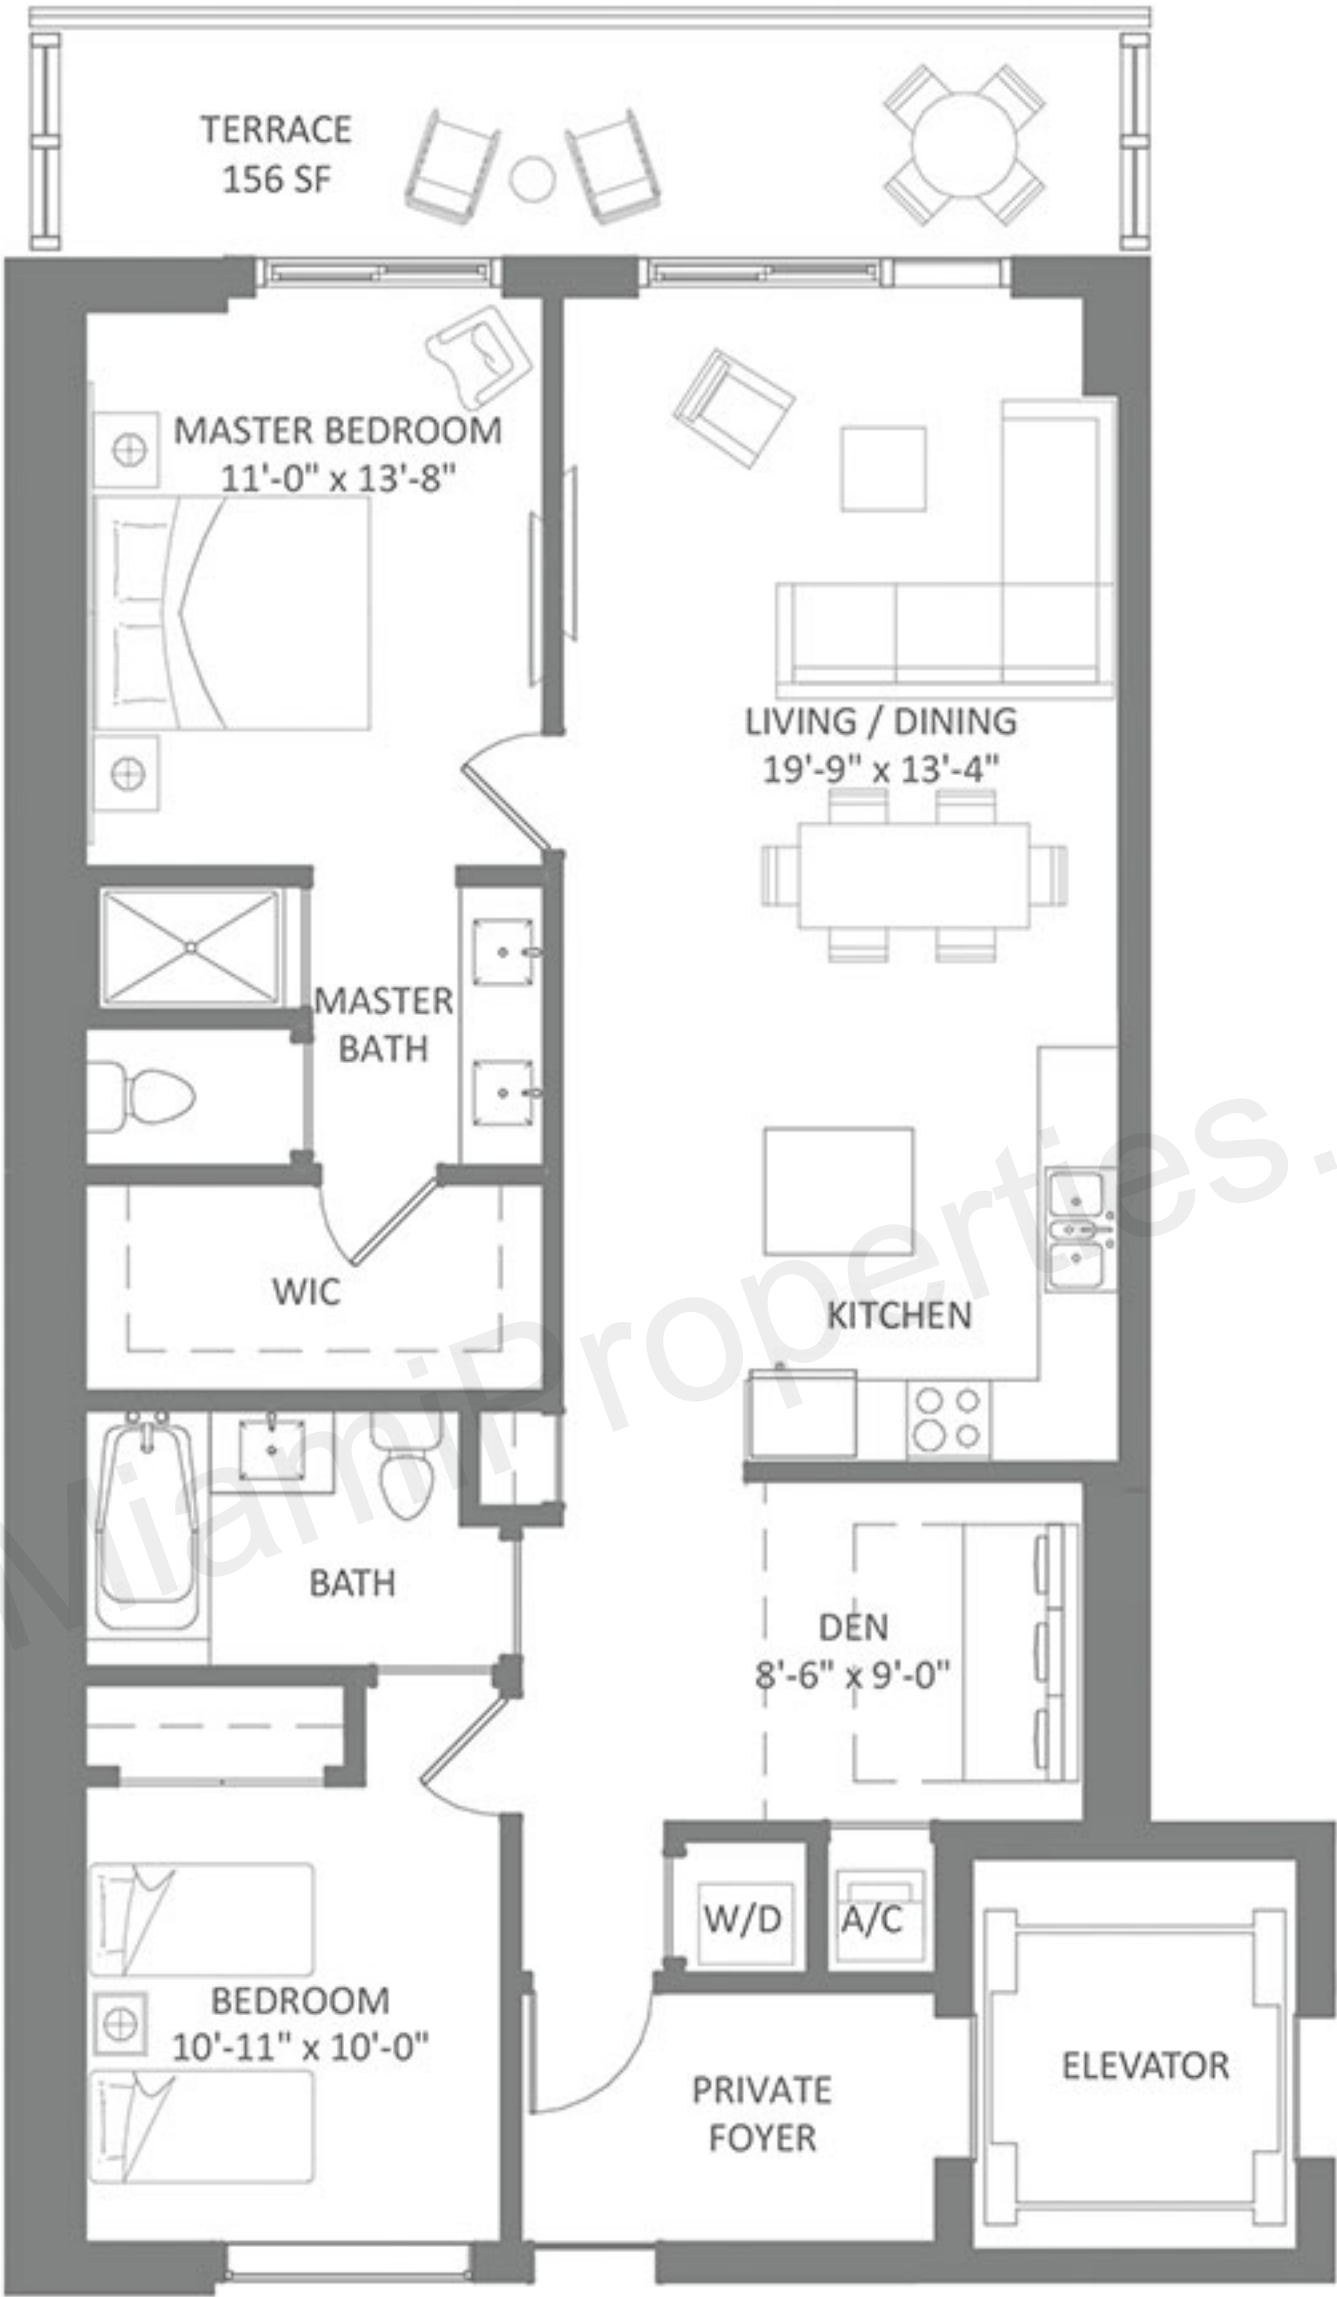 TERRACE
156 SF
MASTER BEDROOM
11'-0" x 13'-8"
LIVING / DINING
19'-9" x 13'-4"
MASTER
BATH
WIC
KITCHEN
BATH
DEN
8'-6" x 9'-0"
W/D
A/C
BEDROOM
10'-11" x 10'-0"
PRIVATE
FOYER
ELEVATOR
MiamiProperties.